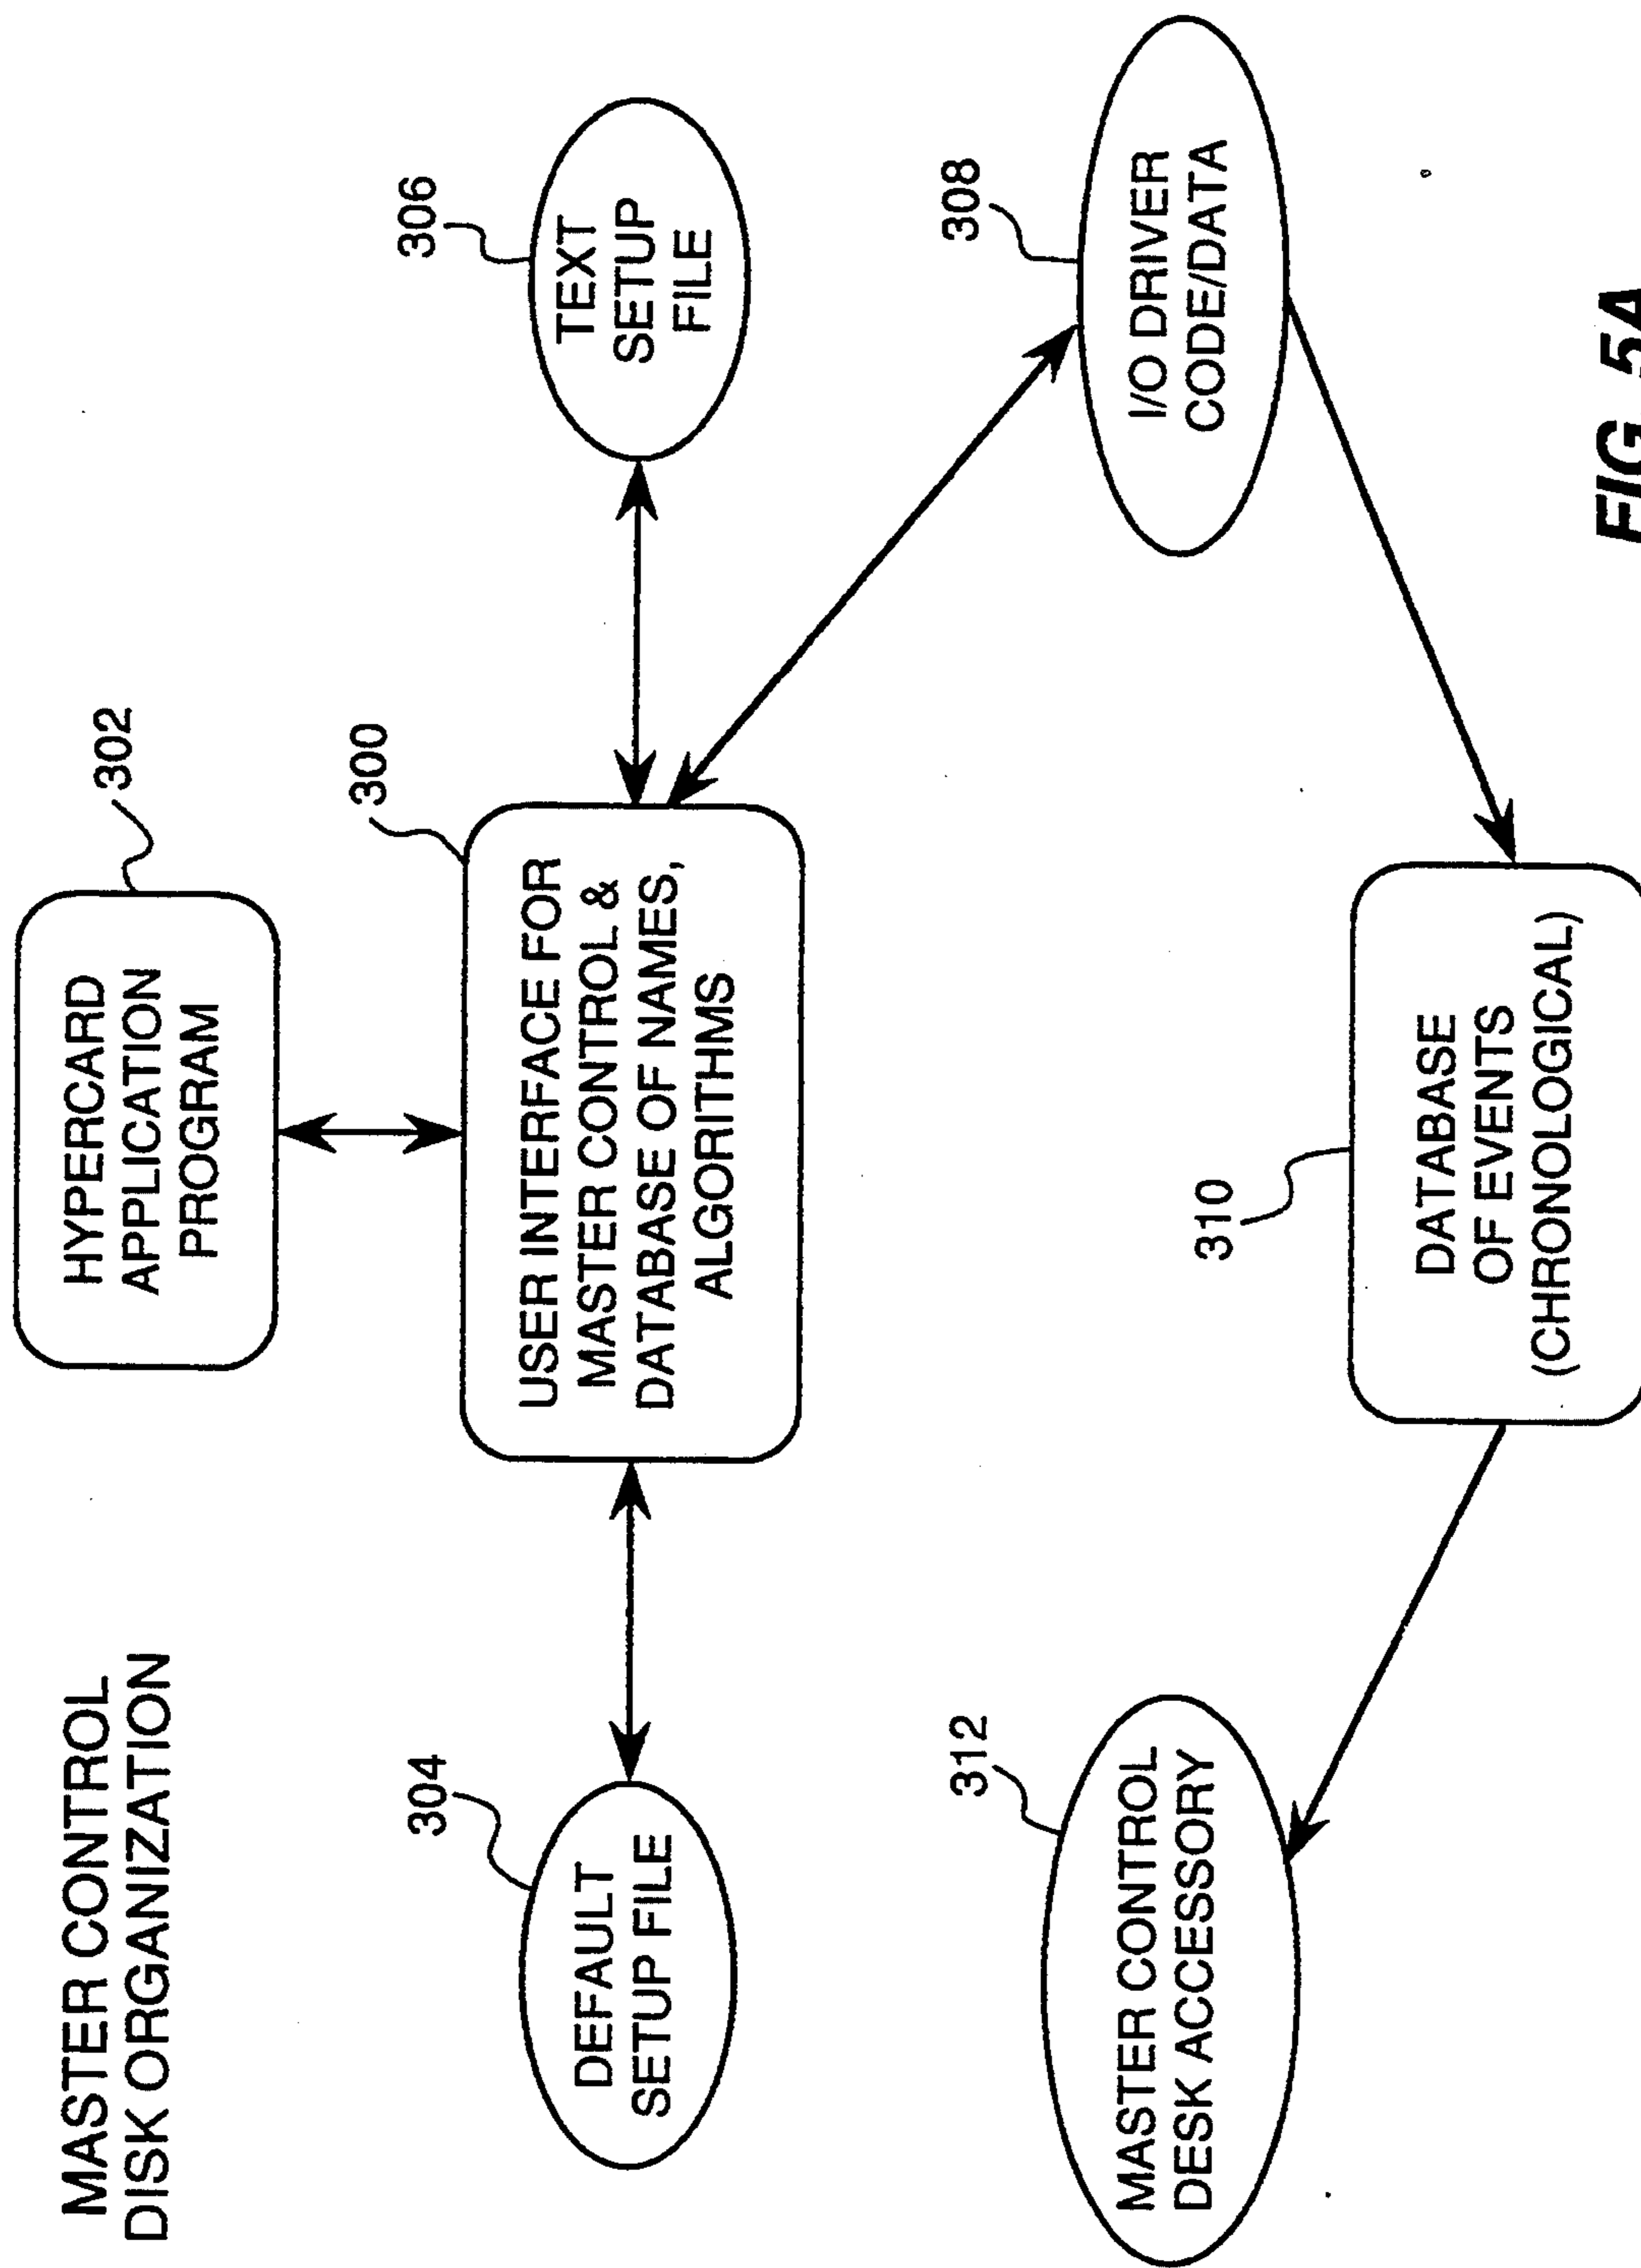 MASTER CONTROL
DISK ORGANIZATION
302
HYPERCARD
APPLICATION
PROGRAM
300
USER INTERFACE FOR
MASTER CONTROL &
DATABASE OF NAMES,
ALGORITHMS
304
DEFAULT
SETUP FILE
306
TEXT
SETUP
FILE
312
MASTER CONTROL
DESK ACCESSORY
310
DATABASE
OF EVENTS
(CHRONOLOGICAL)
308
I/O DRIVER
CODE/DATA
FIG. 5A